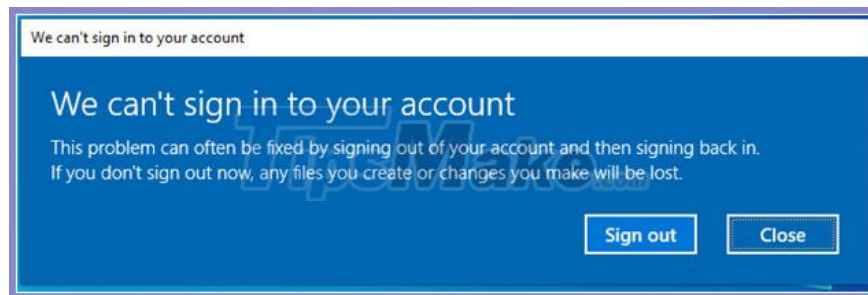 We can't sign in to your account
We can't sign in to your account
This problem can often be fixed by signing out of your account and then signing back in.
If you don't sign out now, any files you create or changes you make will be lost.
TipsMake.com
Sign out
Close